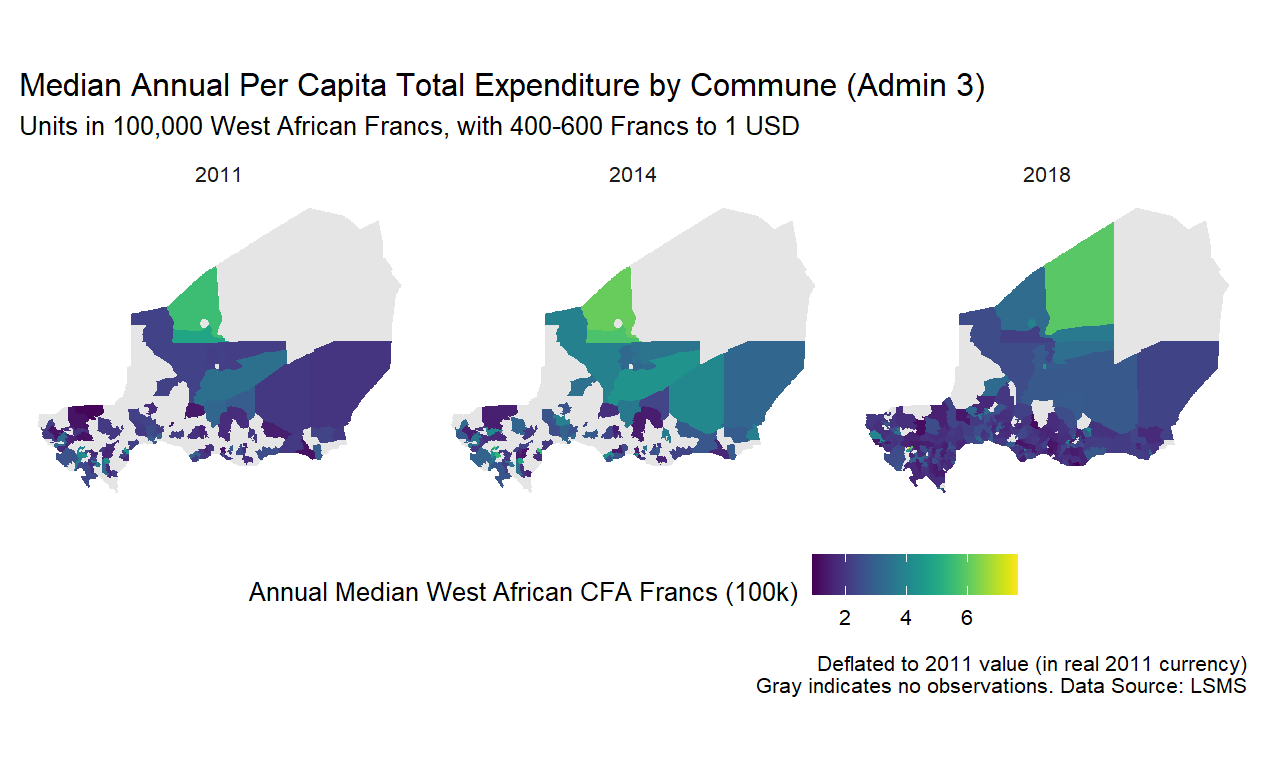 Median Annual Per Capita Total Expenditure by Commune (Admin 3)
Units in 100,000 West African Francs, with 400-600 Francs to 1 USD
2011
2014
2018
Annual Median West African CFA Francs (100k)
2
4
6
Deflated to 2011 value (in real 2011 currency)
Gray indicates no observations. Data Source: LSMS